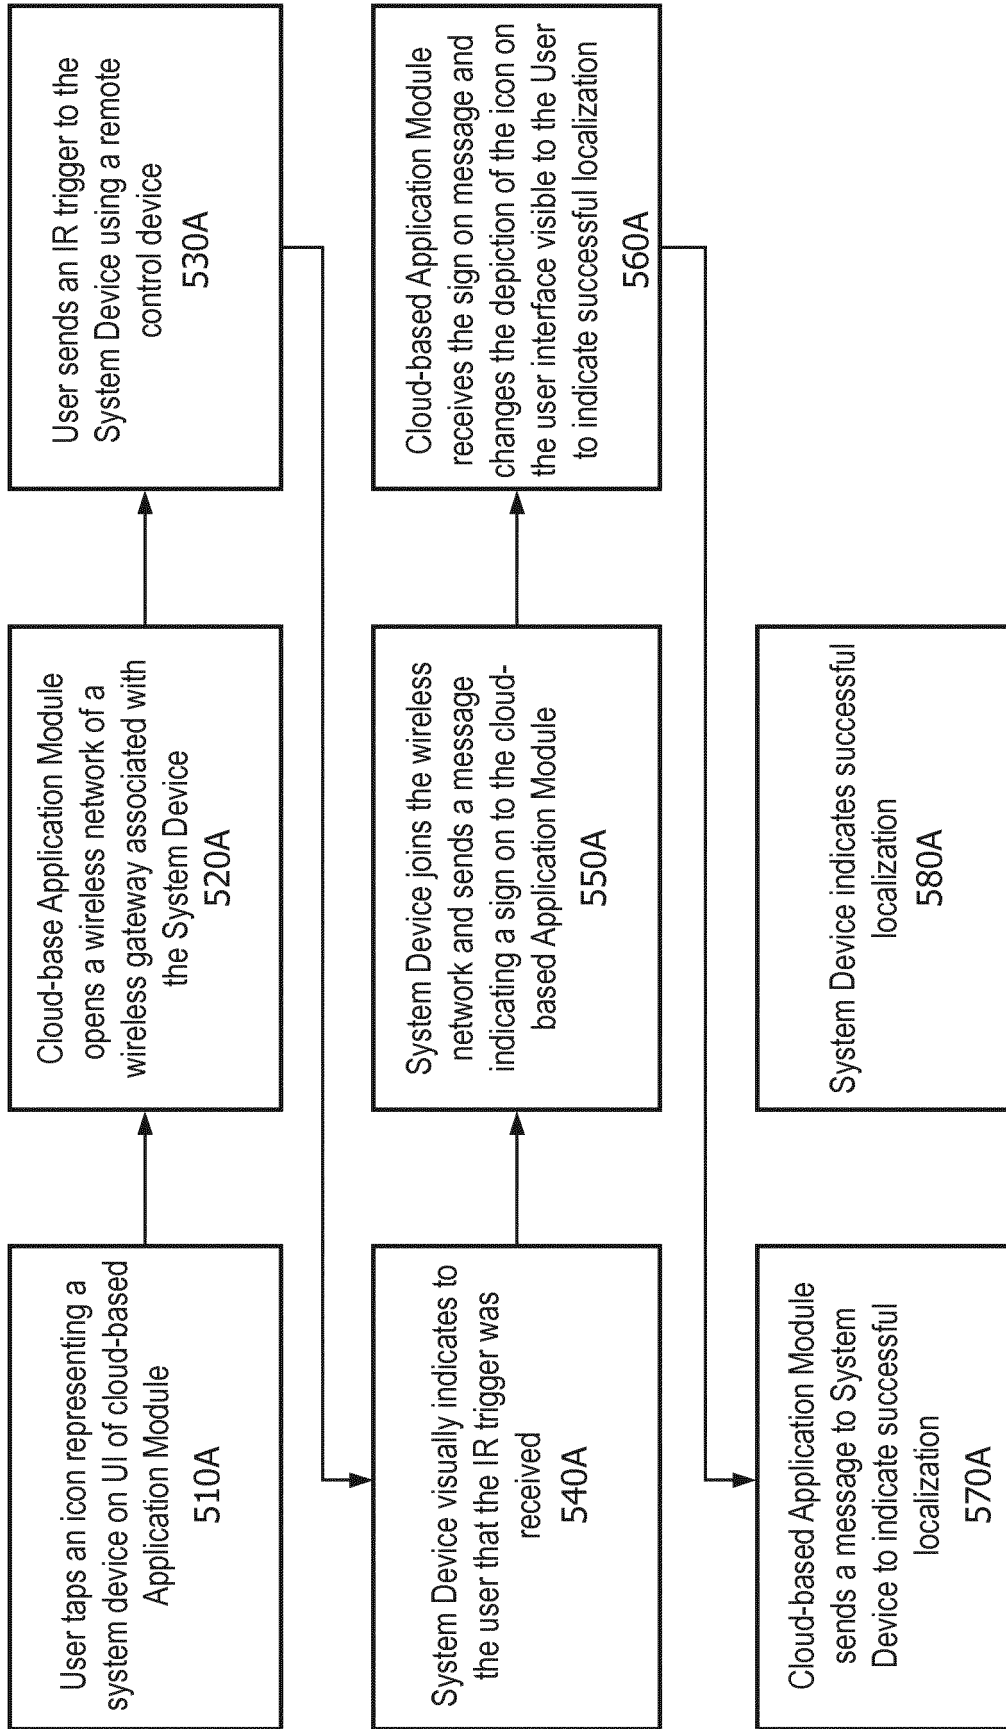 User taps an icon representing a
system device on UI of cloud-based
Application Module
510A
Cloud-base Application Module
opens a wireless network of a
wireless gateway associated with
the System Device
520A
User sends an IR trigger to the
System Device using a remote
control device
530A
System Device visually indicates to
the user that the IR trigger was
received
540A
System Device joins the wireless
network and sends a message
indicating a sign on to the cloud-
based Application Module
550A
Cloud-based Application Module
receives the sign on message and
changes the depiction of the icon on
the user interface visible to the User
to indicate successful localization
560A
Cloud-based Application Module
sends a message to System
Device to indicate successful
localization
570A
System Device indicates successful
localization
580A